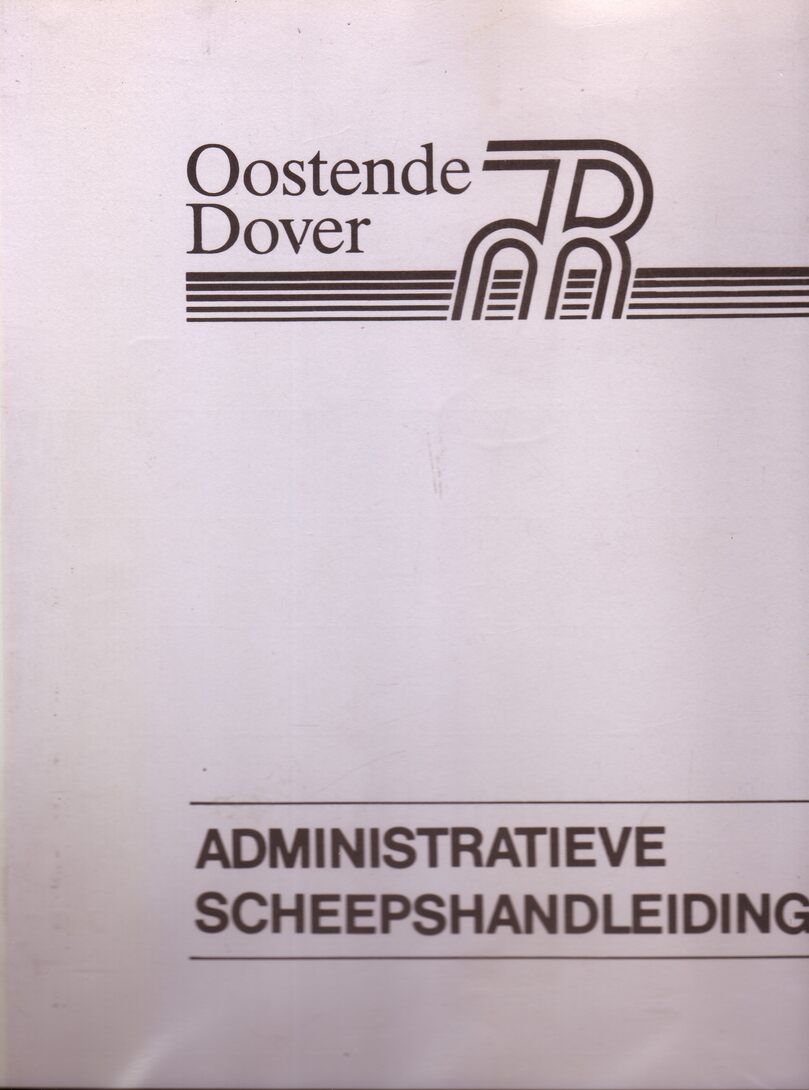 Oostende
Dover
ADMINISTRATIEVE
SCHEEPSHANDLEIDING